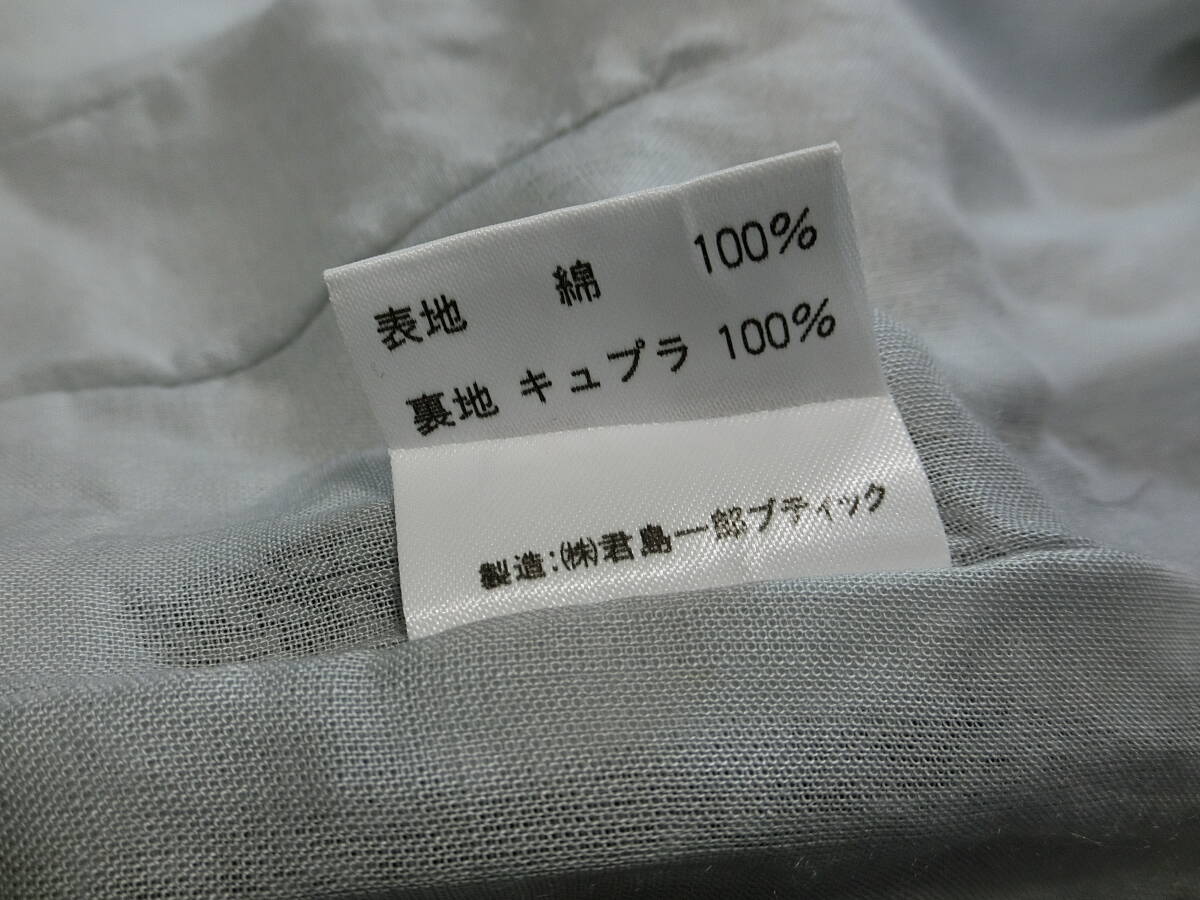 表地 綿 100%
裏地 キュプラ 100%
製造:(株)君島一郎ブティック